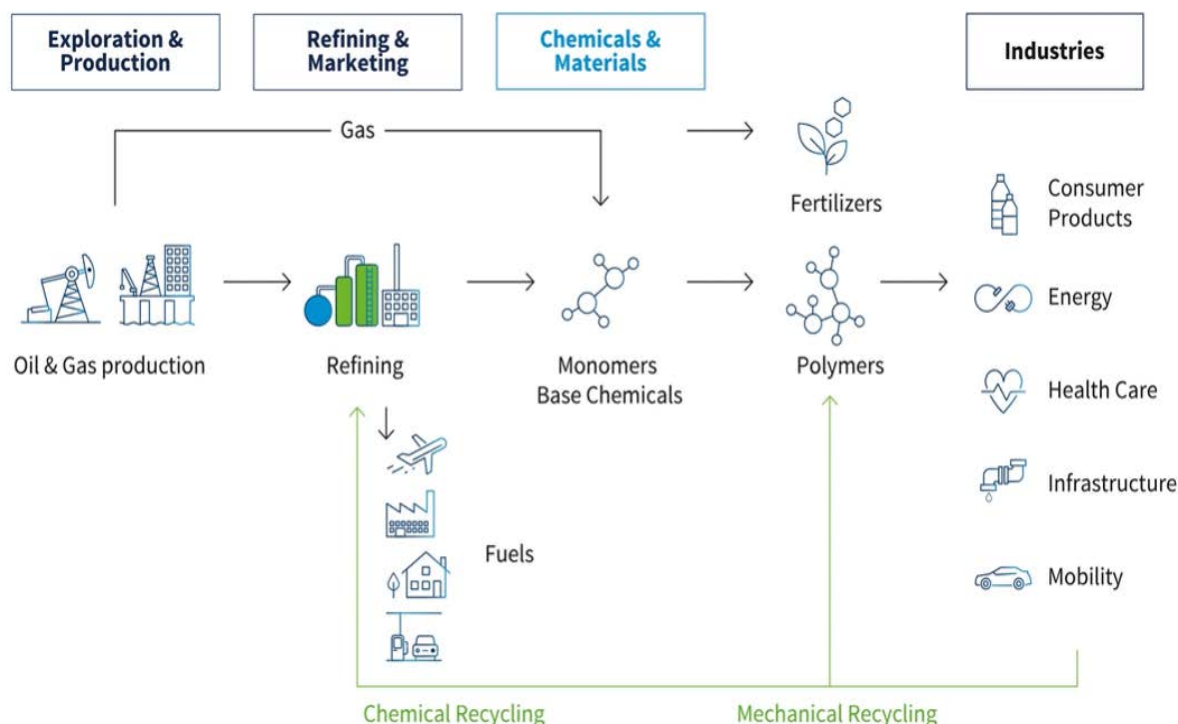 Exploration &
Production
Refining &
Marketing
Chemicals &
Materials
Industries
Gas
Fertilizers
Consumer
Products
Energy
Oil & Gas production
Refining
Monomers
Base Chemicals
Polymers
Health Care
Infrastructure
Fuels
Mobility
Chemical Recycling
Mechanical Recycling